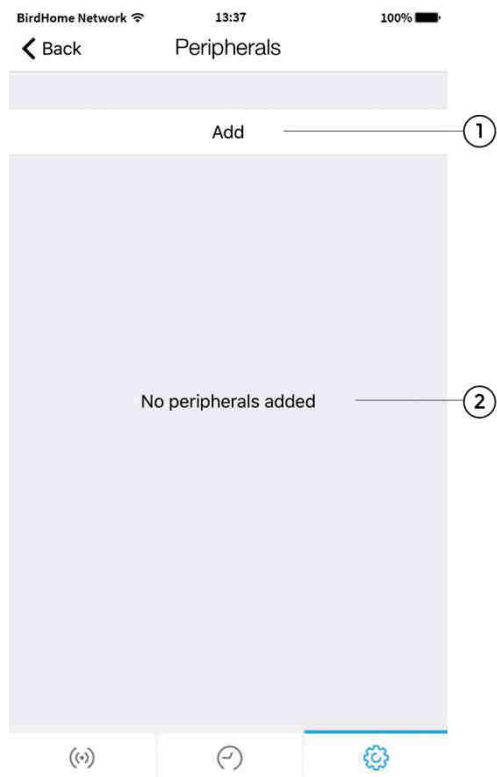 BirdHome Network 13:37 100%
Back Peripherals
Add 1
No peripherals added 2